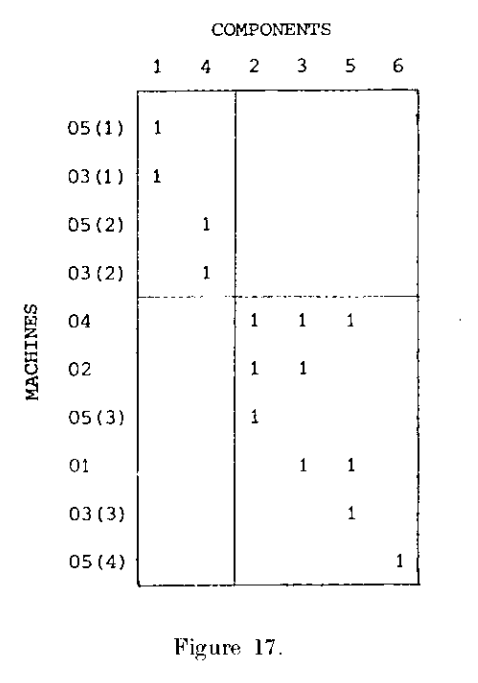 COMPONENTS
1 4 2 3 5 6
05(1) 1
03(1) 1
05(2) 1
03(2) 1
MACHINES
04 1 1 1
02 1 1
05(3) 1
01 1 1
03(3) 1
05(4) 1
Figure 17.